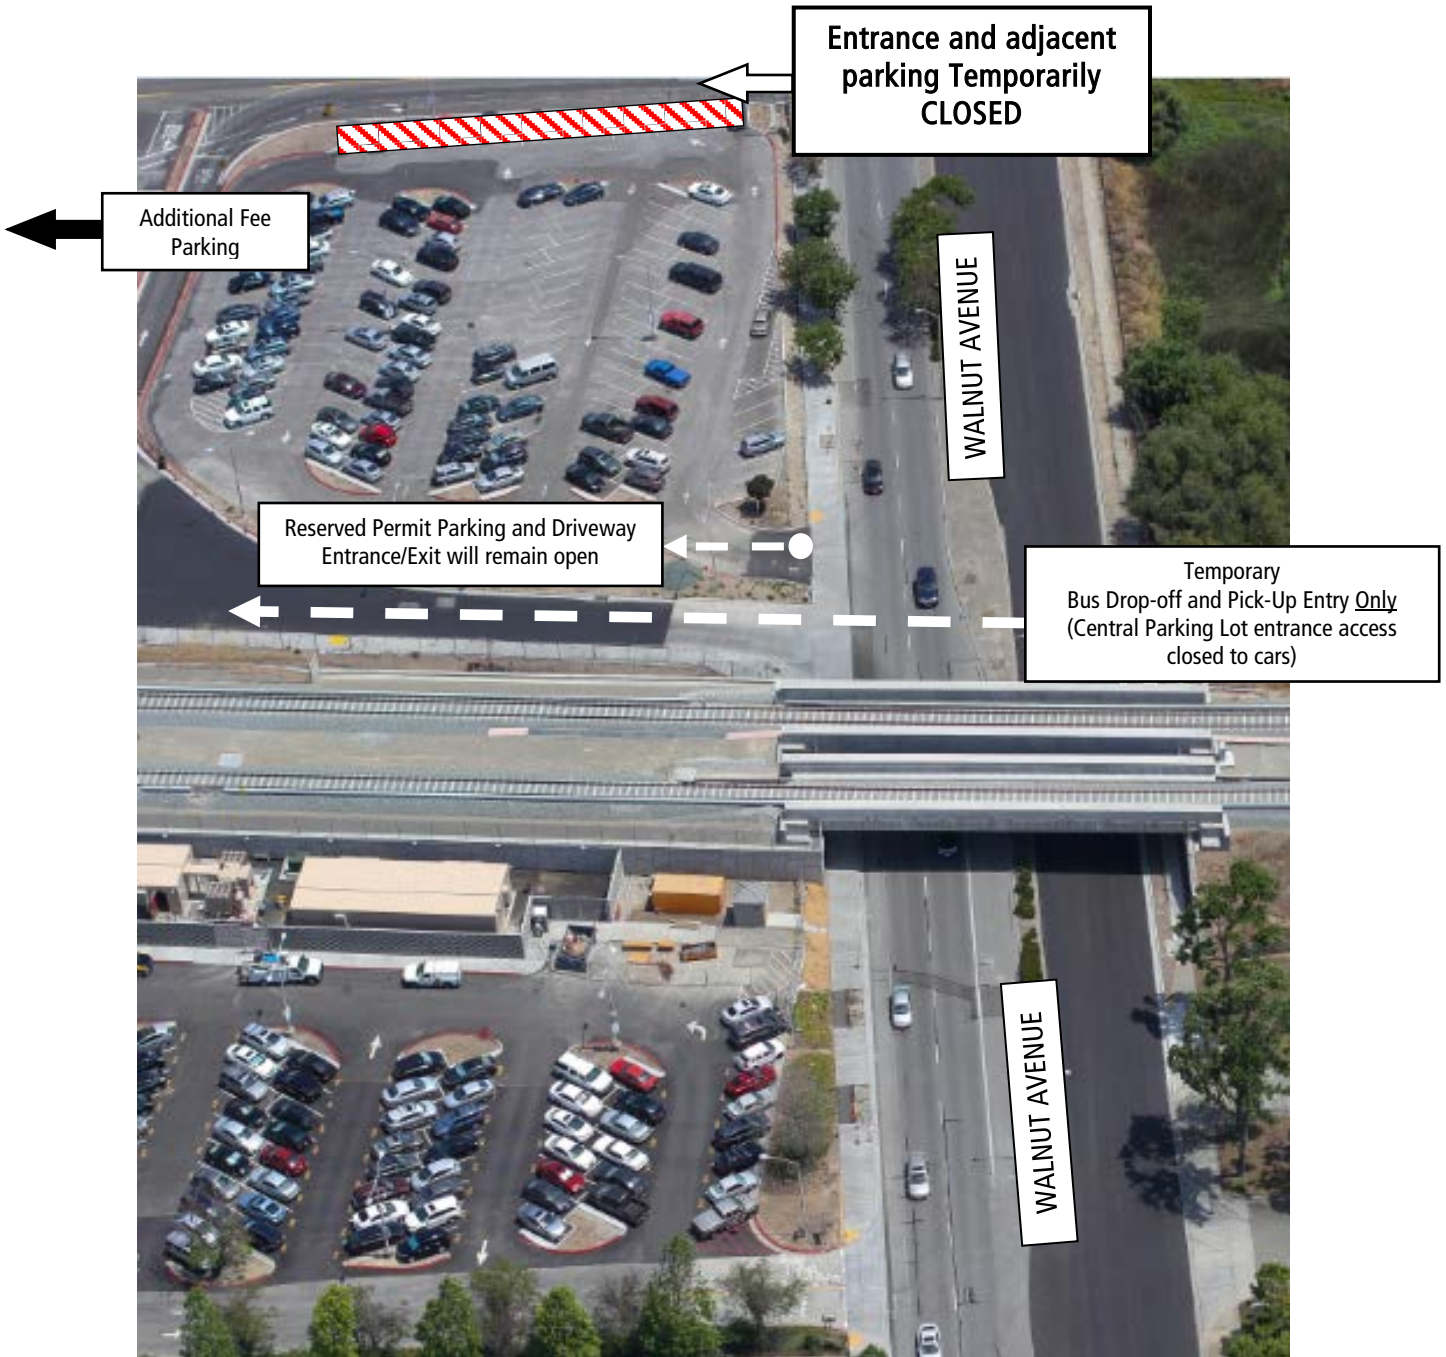 Entrance and adjacent
parking Temporarily
CLOSED
Additional Fee
Parking
WALNUT AVENUE
Reserved Permit Parking and Driveway
Entrance/Exit will remain open
Temporary
Bus Drop-off and Pick-Up Entry Only
(Central Parking Lot entrance access
closed to cars)
WALNUT AVENUE